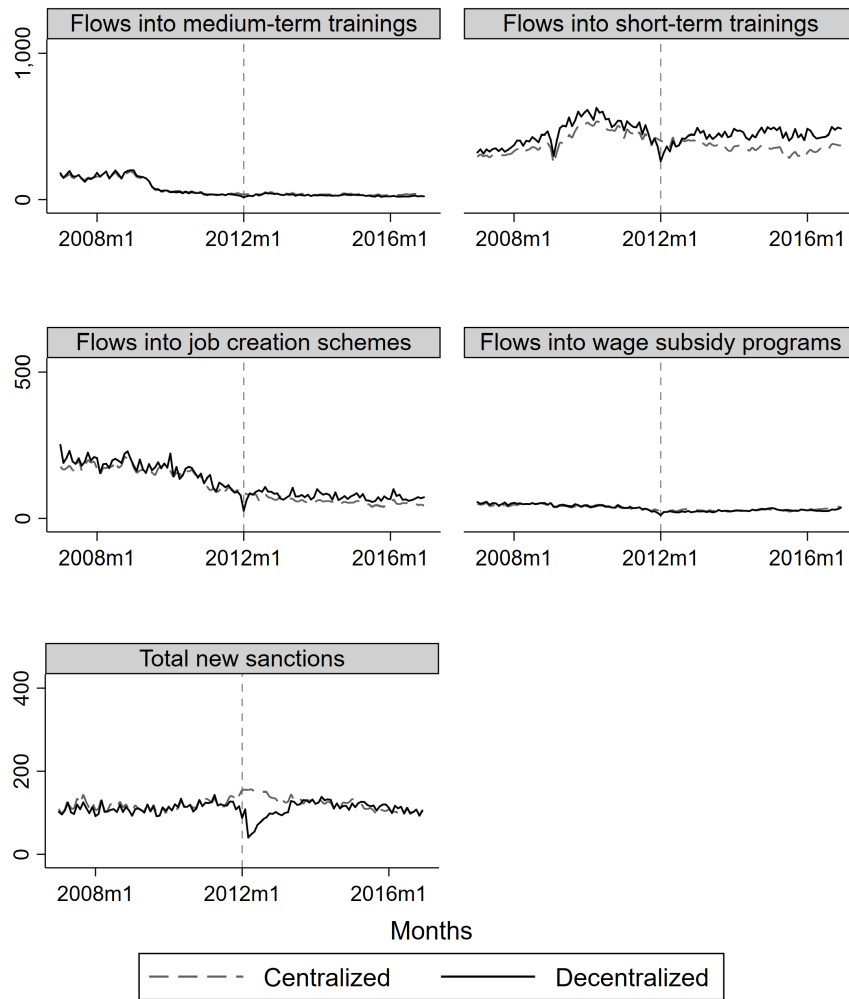 Flows into medium-term trainings
Flows into short-term trainings
1,000
0
2008m1 2012m1 2016m1
2008m1 2012m1 2016m1
Flows into job creation schemes
Flows into wage subsidy programs
500
0
2008m1 2012m1 2016m1
2008m1 2012m1 2016m1
Total new sanctions
400
200
0
2008m1 2012m1 2016m1
Months
Centralized Decentralized